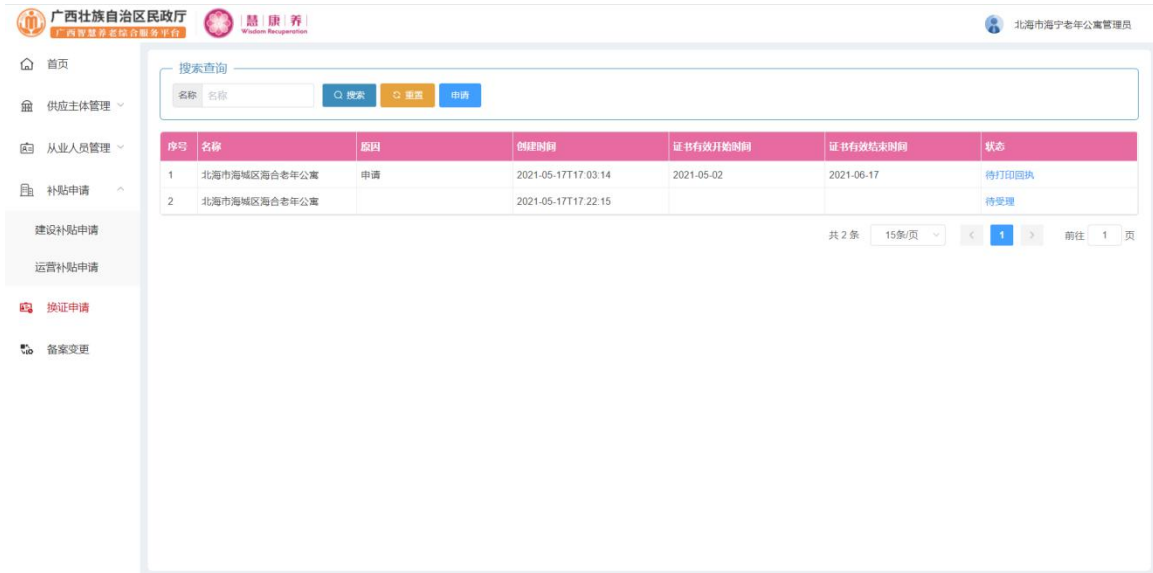 广西壮族自治区民政厅
广西智慧养老综合服务平台
慧 康 养
Wisdom Recuperation
北海市海宁老年公寓管理员
首页
供应主体管理
从业人员管理
补贴申请
建设补贴申请
运营补贴申请
换证申请
备案变更
搜索查询
名称 名称 搜索 重置 申请
序号 名称 原因 创建时间 证书有效开始时间 证书有效结束时间 状态
1 北海市海城区海合老年公寓 申请 2021-05-17T17:03:14 2021-05-02 2021-06-17 待打印回执
2 北海市海城区海合老年公寓 2021-05-17T17:22:15 待受理
共 2 条 15条/页 < 1 > 前往 1 页